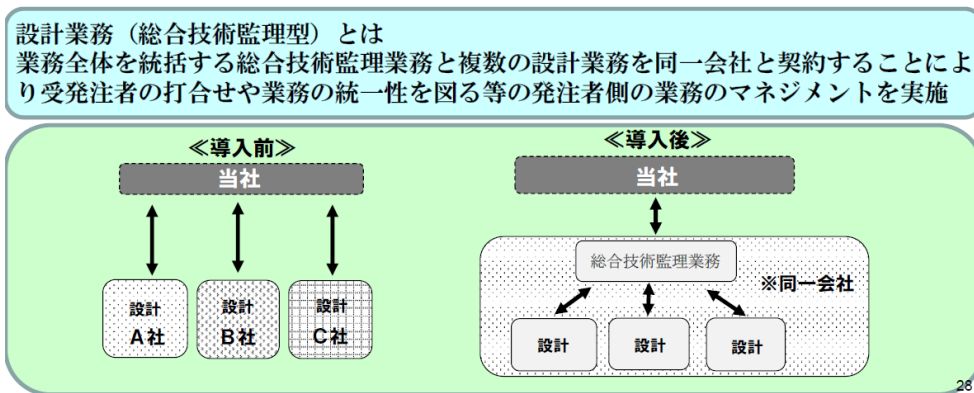 設計業務（総合技術監理型）とは
業務全体を統括する総合技術監理業務と複数の設計業務を同一会社と契約することによ
り受発注者の打合せや業務の統一性を図る等の発注者側の業務のマネジメントを実施
≪導入前≫
当社
設計
A社
設計
B社
設計
C社
≪導入後≫
当社
総合技術監理業務
※同一会社
設計
設計
設計
28